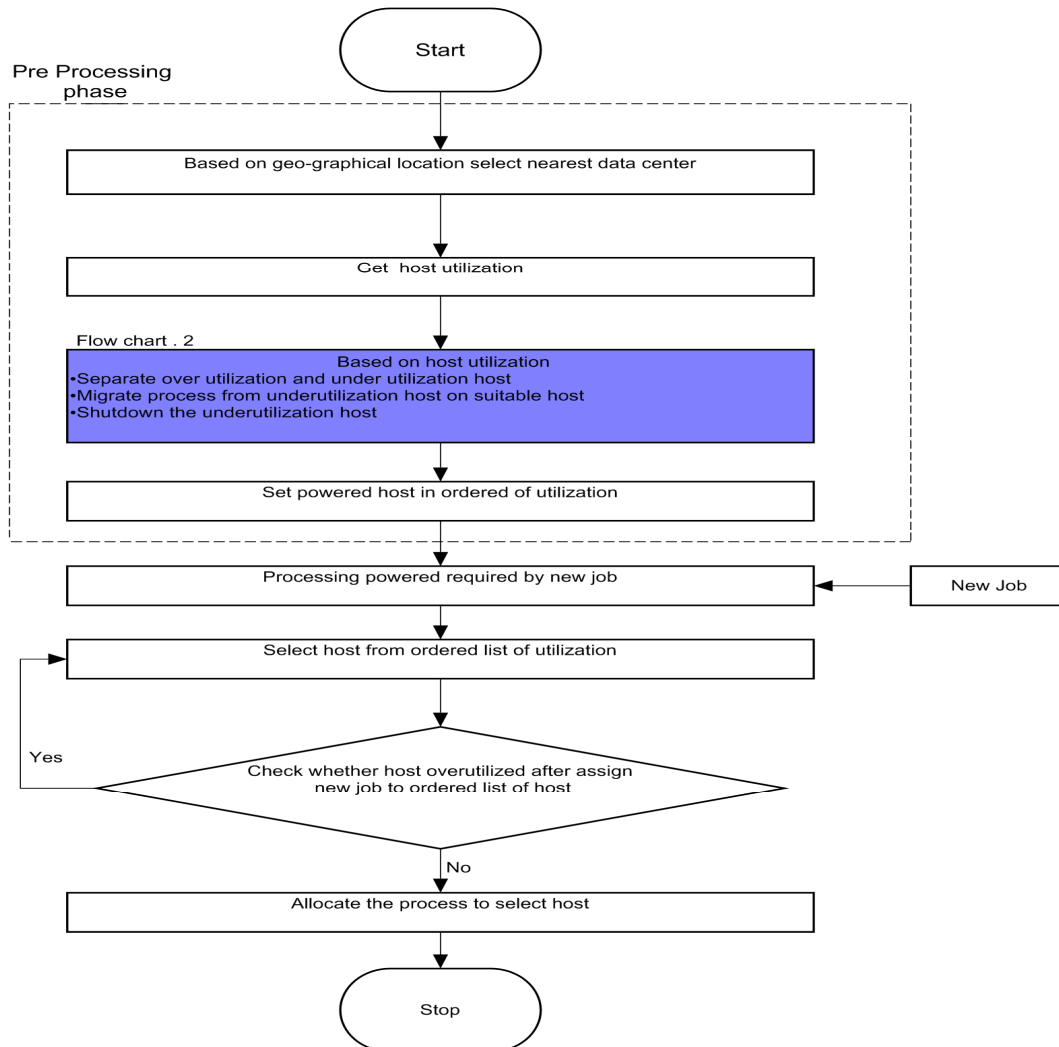 Start
Pre Processing
phase
Based on geo-graphical location select nearest data center
Get  host utilization
Flow chart . 2
Based on host utilization
•Separate over utilization and under utilization host
•Migrate process from underutilization host on suitable host
•Shutdown the underutilization host
Set powered host in ordered of utilization
Processing powered required by new job
New Job
Select host from ordered list of utilization
Yes
Check whether host overutilized after assign
new job to ordered list of host
No
Allocate the process to select host
Stop